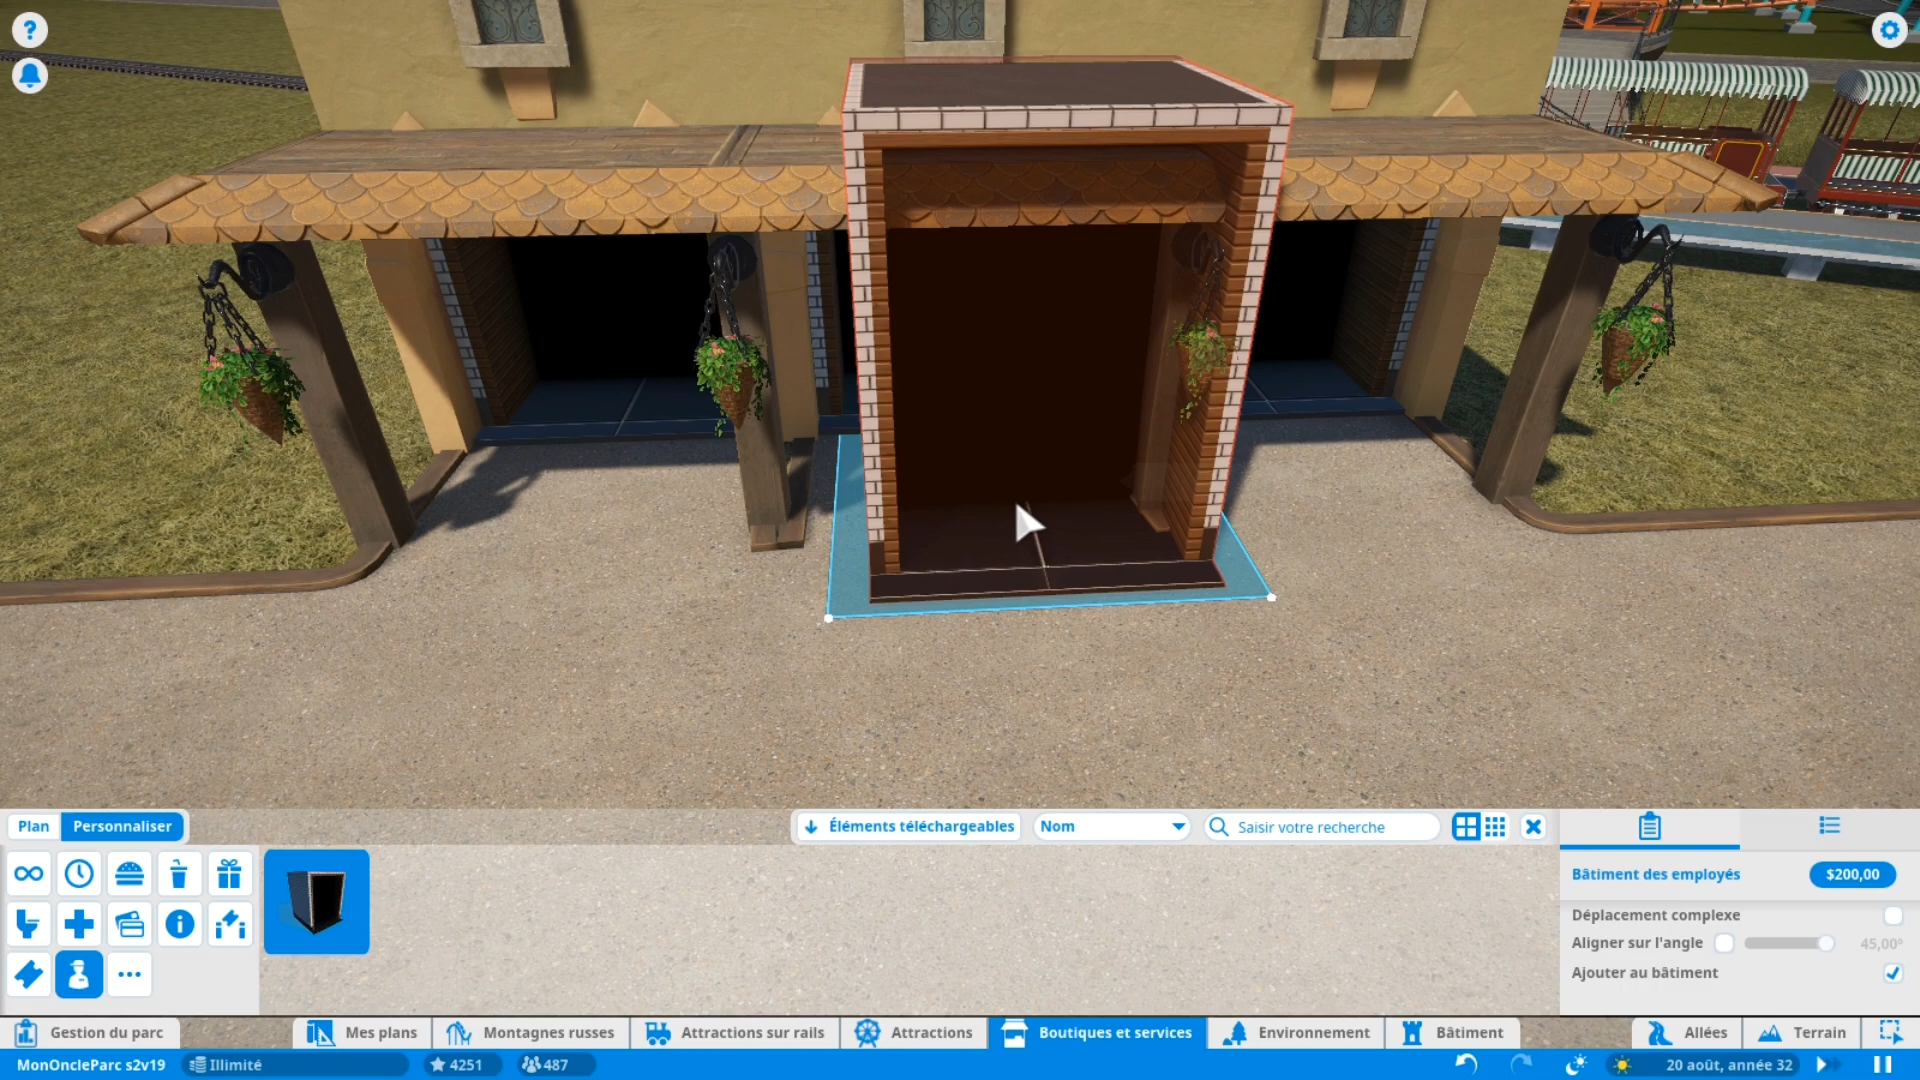 Plan
Personnaliser
Éléments téléchargeables
Nom
Saisir votre recherche
Bâtiment des employés
$200,00
Déplacement complexe
Aligner sur l'angle
45,00°
Ajouter au bâtiment
Gestion du parc
Mes plans
Montagnes russes
Attractions sur rails
Attractions
Boutiques et services
Environnement
Bâtiment
Allées
Terrain
MonOncleParc s2v19
Illimité
4251
487
20 août, année 32